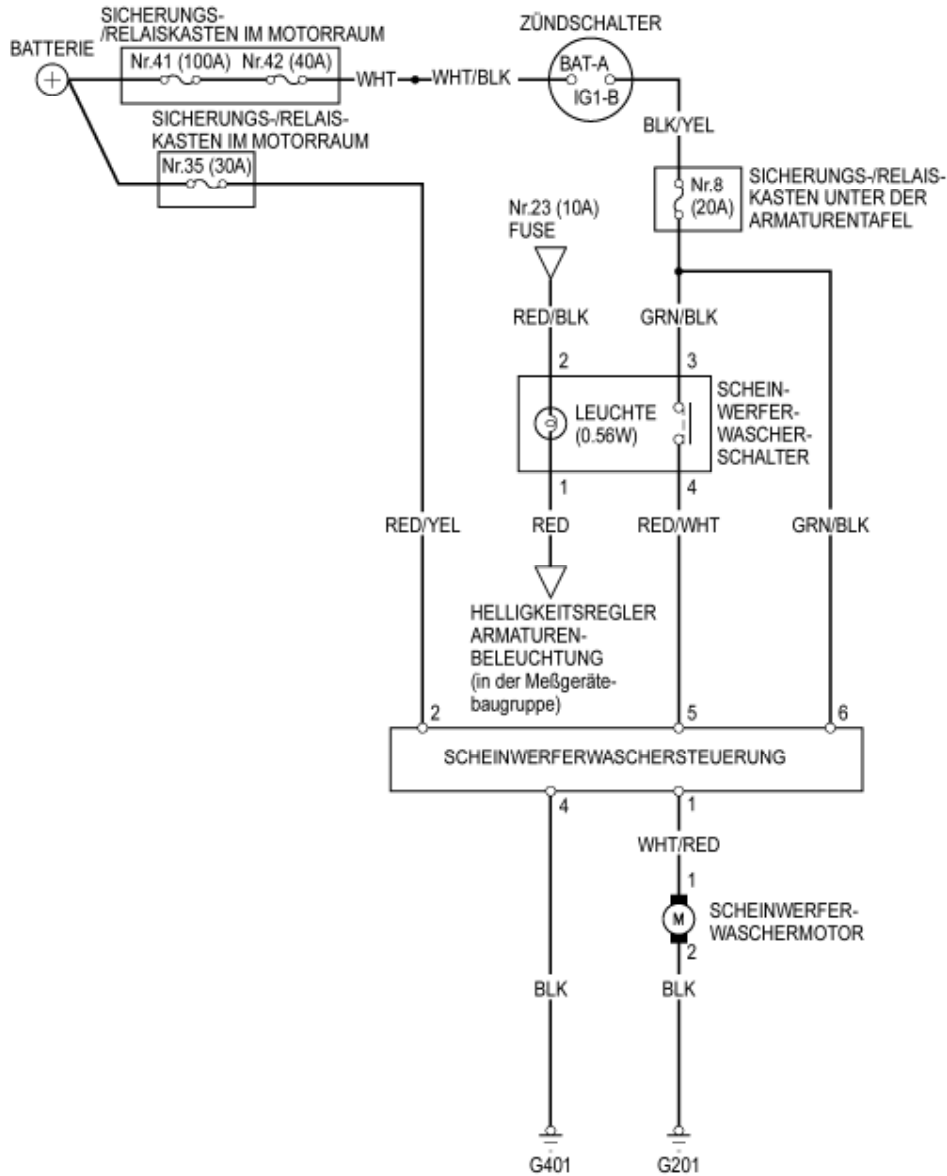 SICHERUNGS-
/RELAISKASTEN IM MOTORRAUM
BATTERIE
Nr.41 (100A) Nr.42 (40A)
WHT
WHT/BLK
ZÜNDSCHALTER
BAT-A
IG1-B
BLK/YEL
SICHERUNGS-/RELAIS-
KASTEN IM MOTORRAUM
Nr.35 (30A)
Nr.8
(20A)
SICHERUNGS-/RELAIS-
KASTEN UNTER DER
ARMATURENTAFEL
Nr.23 (10A)
FUSE
RED/BLK
GRN/BLK
2
3
LEUCHTE
(0.56W)
SCHEIN-
WERFER-
WASCHER-
SCHALTER
1
4
RED/YEL
RED
RED/WHT
GRN/BLK
HELLIGKEITSREGLER
ARMATUREN-
BELEUCHTUNG
(in der Meßgeräte-
baugruppe)
2
5
6
SCHEINWERFERWASCHERSTEUERUNG
4
1
WHT/RED
1
M
SCHEINWERFER-
WASCHERMOTOR
2
BLK
BLK
G401
G201